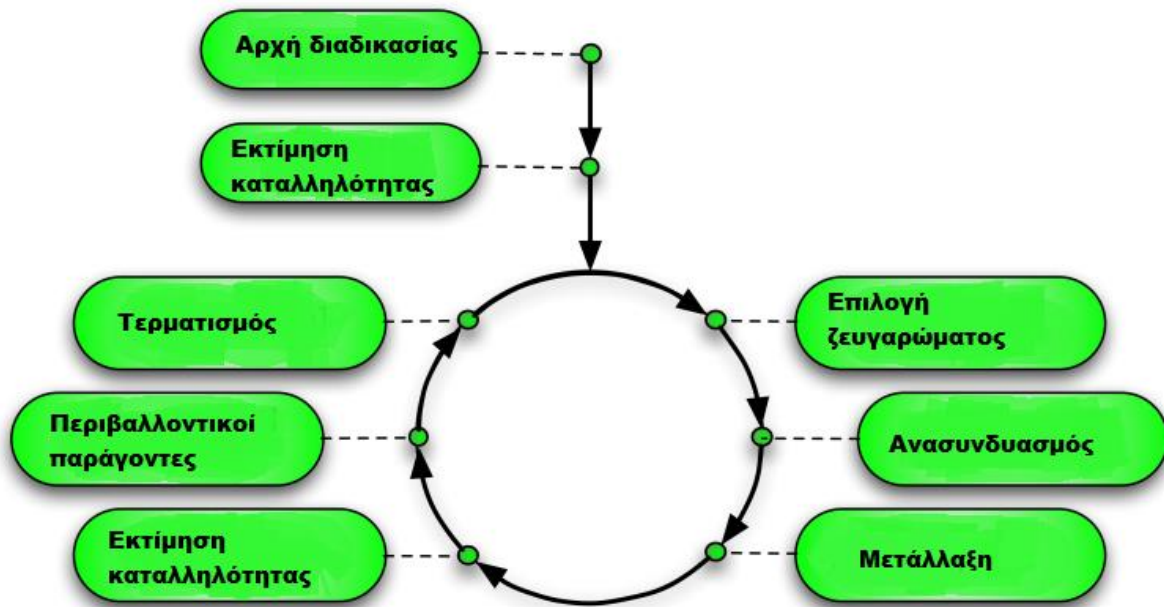 Αρχή διαδικασίας
Εκτίμηση
καταλληλότητας
Τερματισμός
Επιλογή
ζευγαρώματος
Περιβαλλοντικοί
παράγοντες
Ανασυνδυασμός
Εκτίμηση
καταλληλότητας
Μετάλλαξη